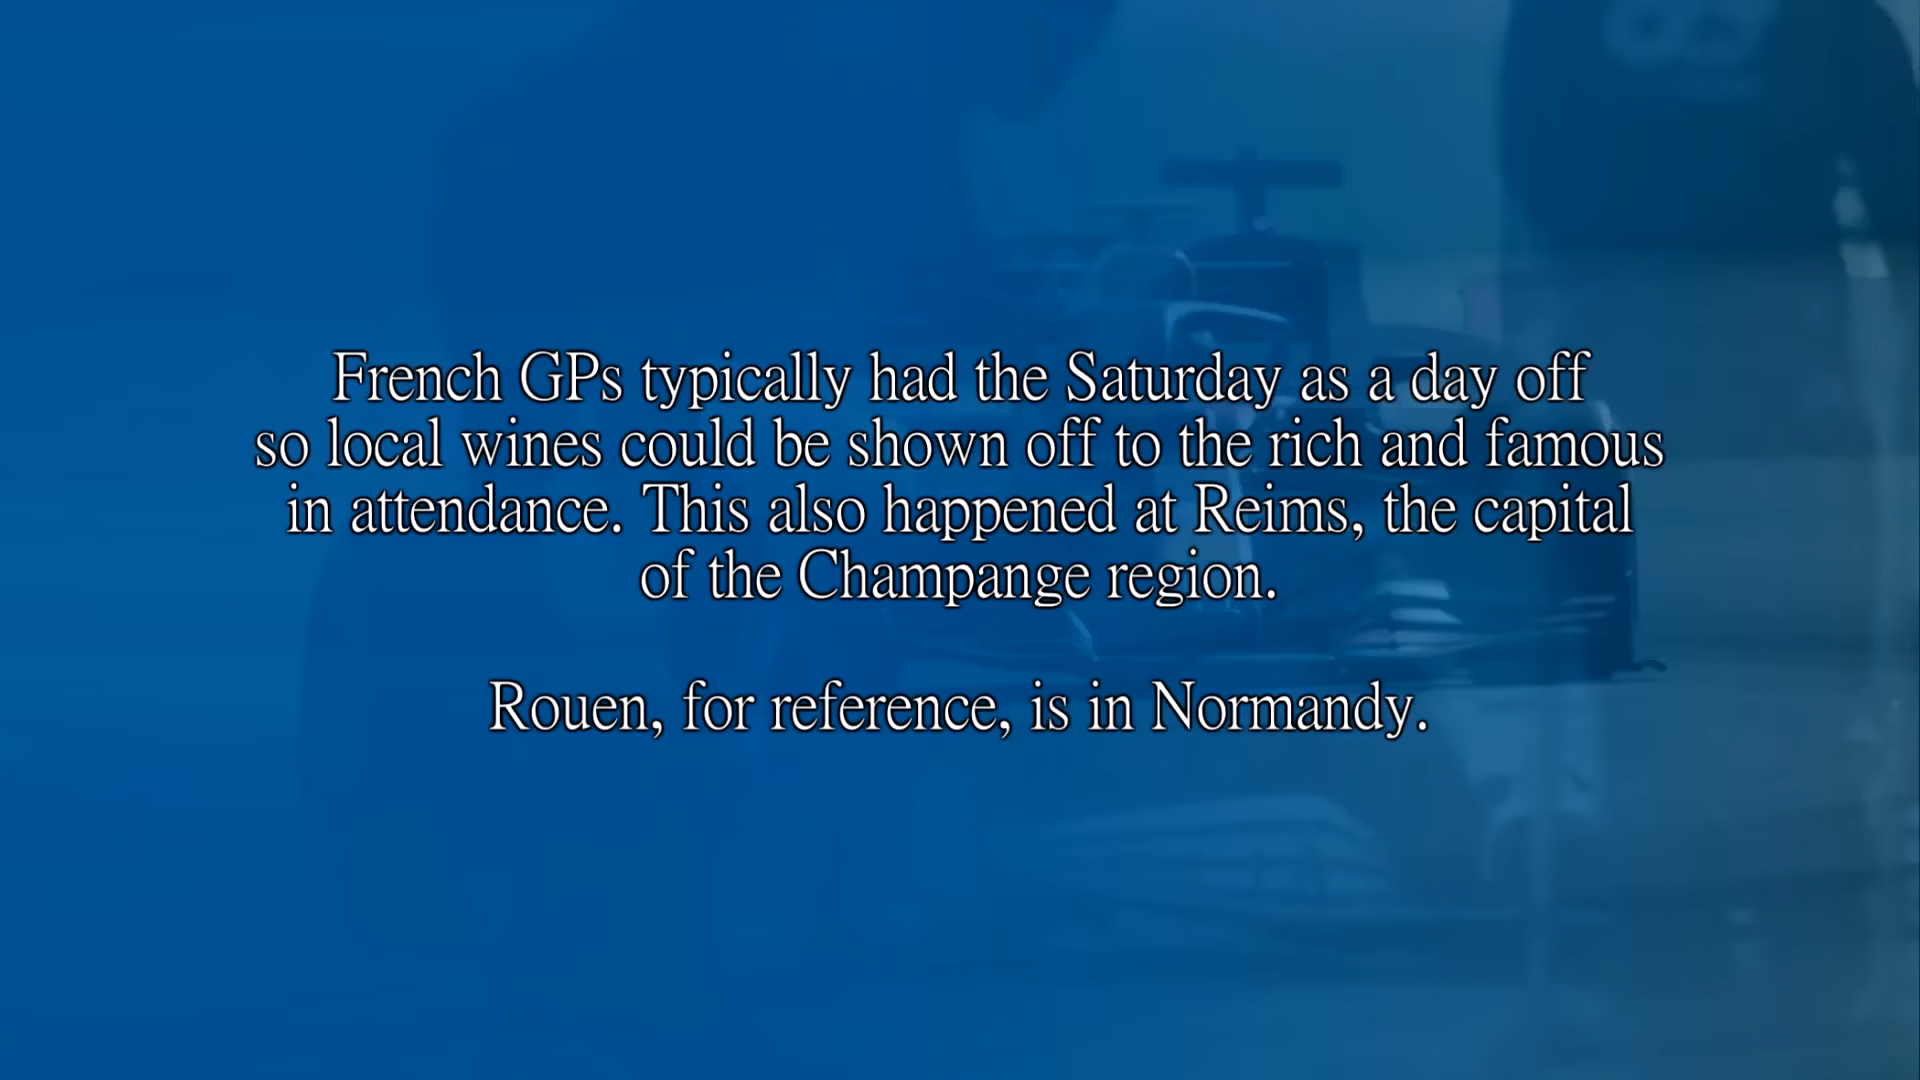 French GPs typically had the Saturday as a day off
so local wines could be shown off to the rich and famous
in attendance. This also happened at Reims, the capital
of the Champange region.
Rouen, for reference, is in Normandy.